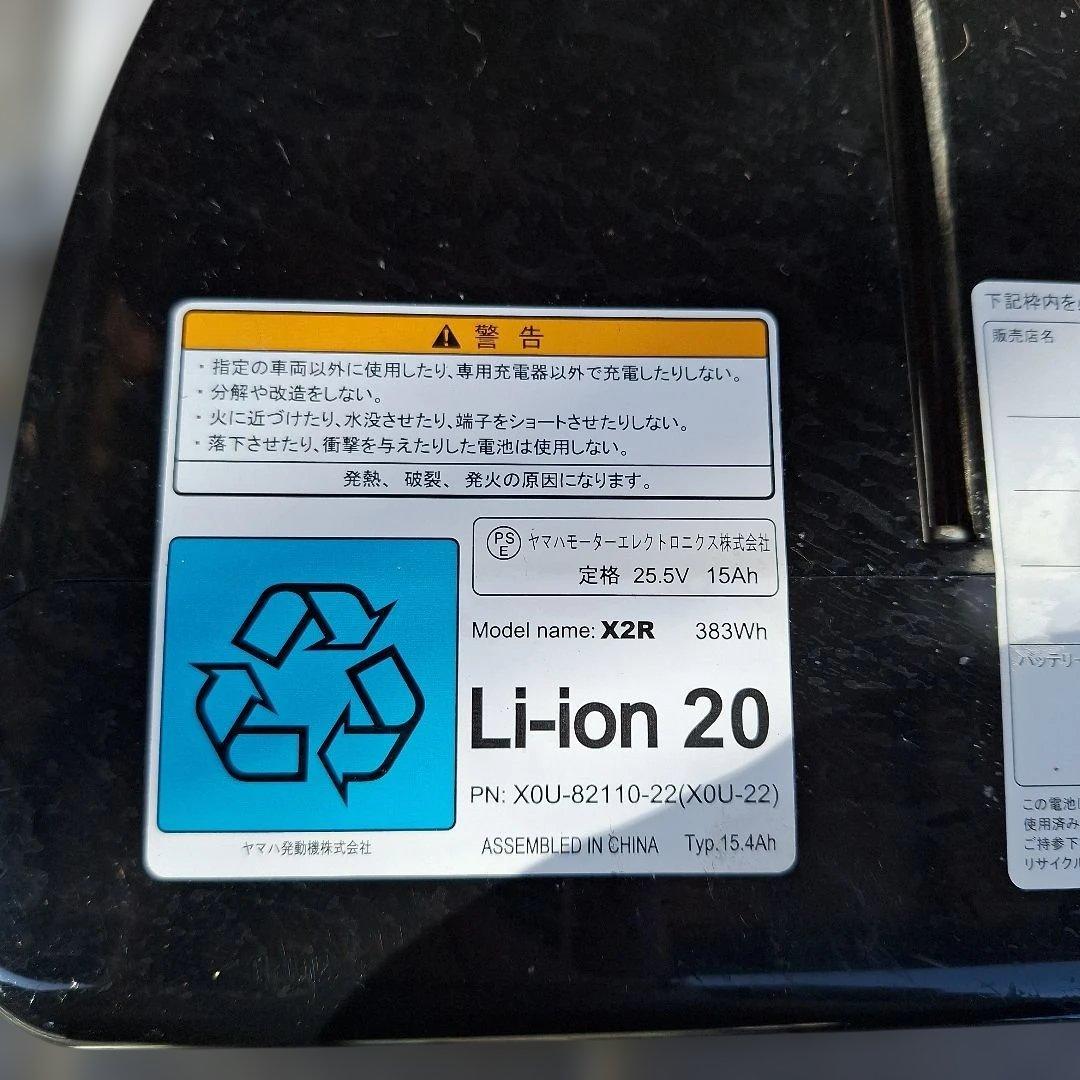 警告
・指定の車両以外に使用したり、専用充電器以外で充電したりしない。
・分解や改造をしない。
・火に近づけたり、水没させたり、端子をショートさせたりしない。
・落下させたり、衝撃を与えたりした電池は使用しない。
発熱、破裂、発火の原因になります。
PS
E
ヤマハモーターエレクトロニクス株式会社
定格 25.5V 15Ah
Model name: X2R 383Wh
Li-ion 20
PN: X0U-82110-22(X0U-22)
ASSEMBLED IN CHINA Typ.15.4Ah
ヤマハ発動機株式会社
下記枠内を
販売店名
バッテリー
この電池
使用済み
ご持参下
リサイクル